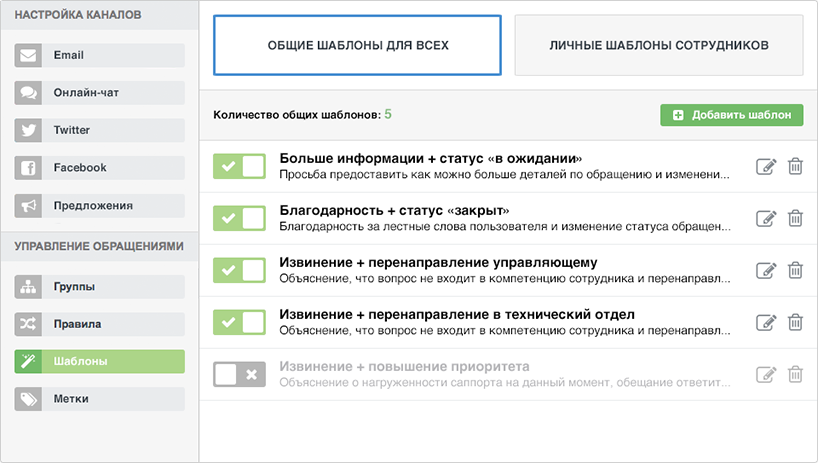 НАСТРОЙКА КАНАЛОВ
Email
Онлайн-чат
Twitter
Facebook
Предложения
УПРАВЛЕНИЕ ОБРАЩЕНИЯМИ
Группы
Правила
Шаблоны
Метки
ОБЩИЕ ШАБЛОНЫ ДЛЯ ВСЕХ
ЛИЧНЫЕ ШАБЛОНЫ СОТРУДНИКОВ
Количество общих шаблонов: 5
Добавить шаблон
Больше информации + статус «в ожидании»
Просьба предоставить как можно больше деталей по обращению и изменени...
Благодарность + статус «закрыт»
Благодарность за лестные слова пользователя и изменение статуса обращен...
Извинение + перенаправление управляющему
Объяснение, что вопрос не входит в компетенцию сотрудника и перенаправл...
Извинение + перенаправление в технический отдел
Объяснение, что вопрос не входит в компетенцию сотрудника и перенаправл...
Извинение + повышение приоритета
Объяснение о нагруженности саппорта на данный момент, обещание ответит...